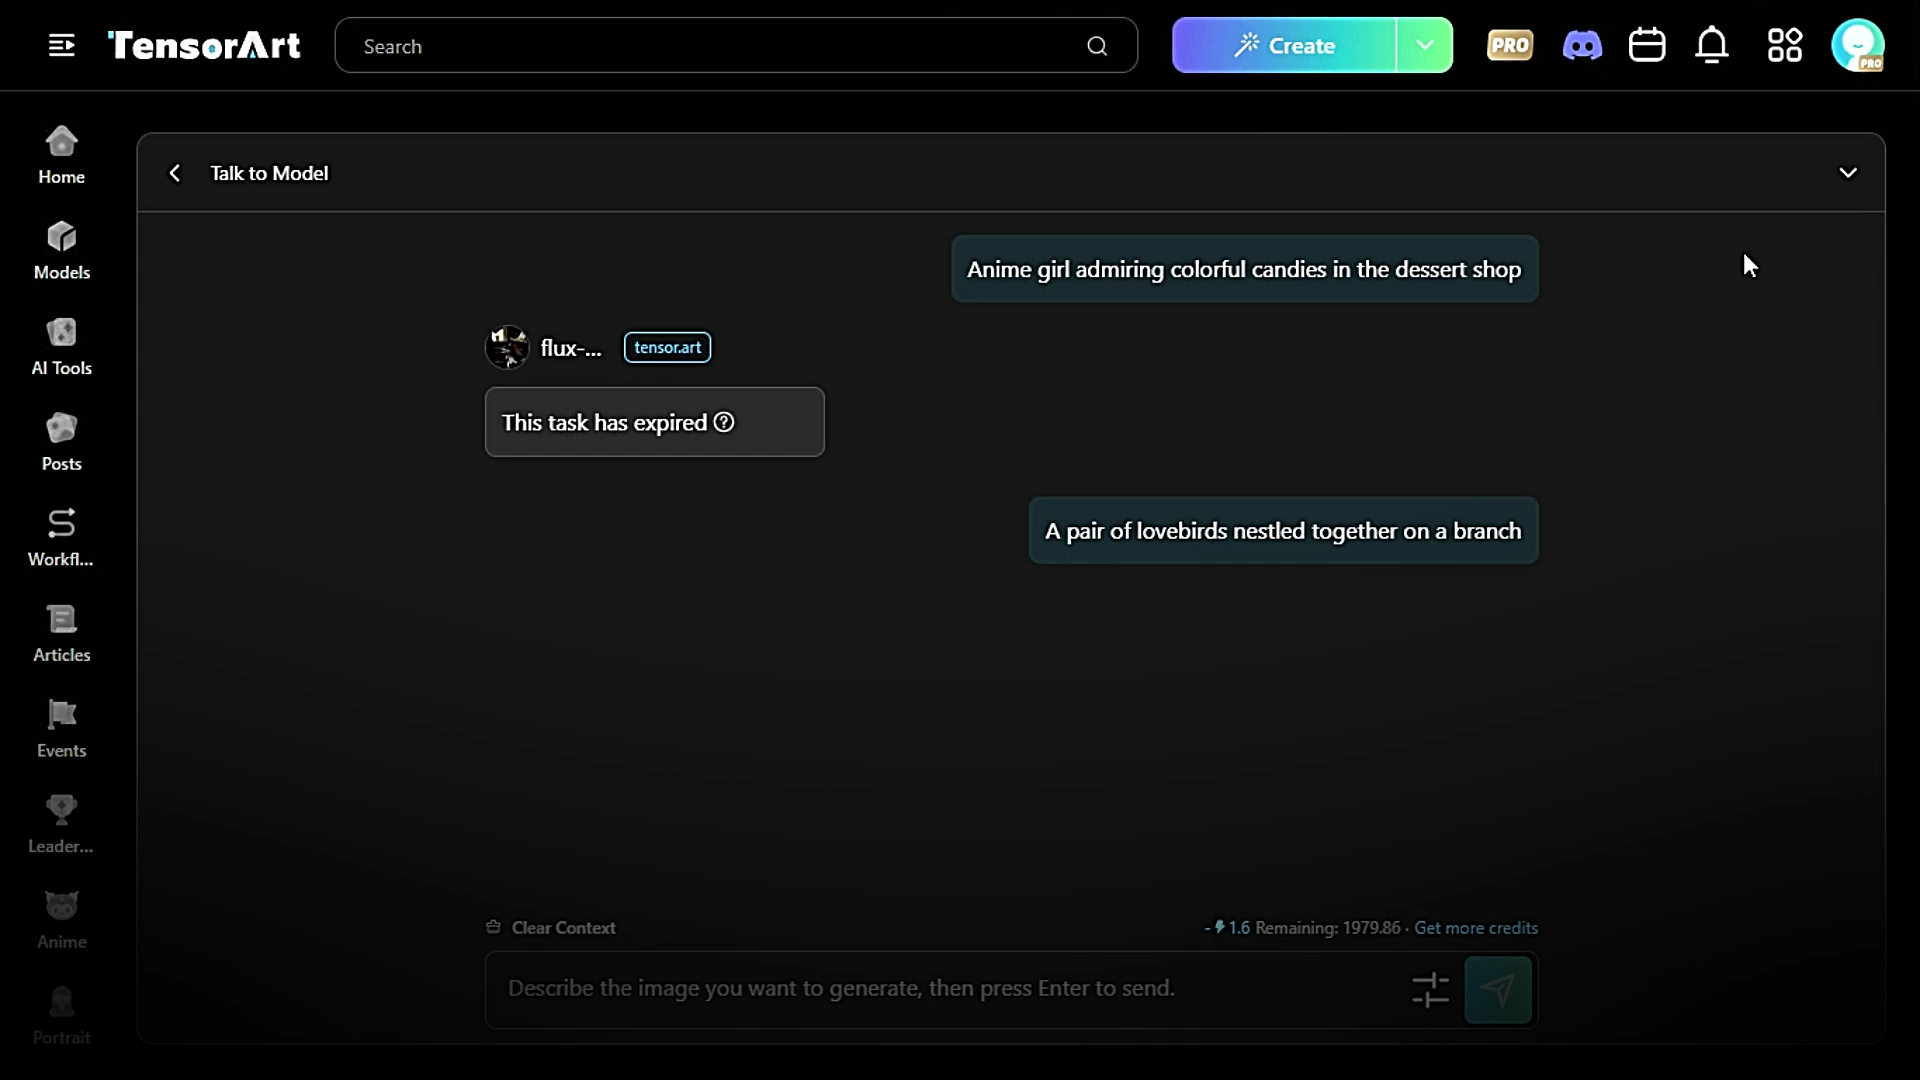 TensorArt
Search
Create
PRO
PRO
Home
Models
AI Tools
Posts
Workfl...
Articles
Events
Leader...
Anime
Portrait
Talk to Model
Anime girl admiring colorful candies in the dessert shop
flux-...
tensor.art
This task has expired
A pair of lovebirds nestled together on a branch
Clear Context
- 1.6 Remaining: 1979.86 · Get more credits
Describe the image you want to generate, then press Enter to send.